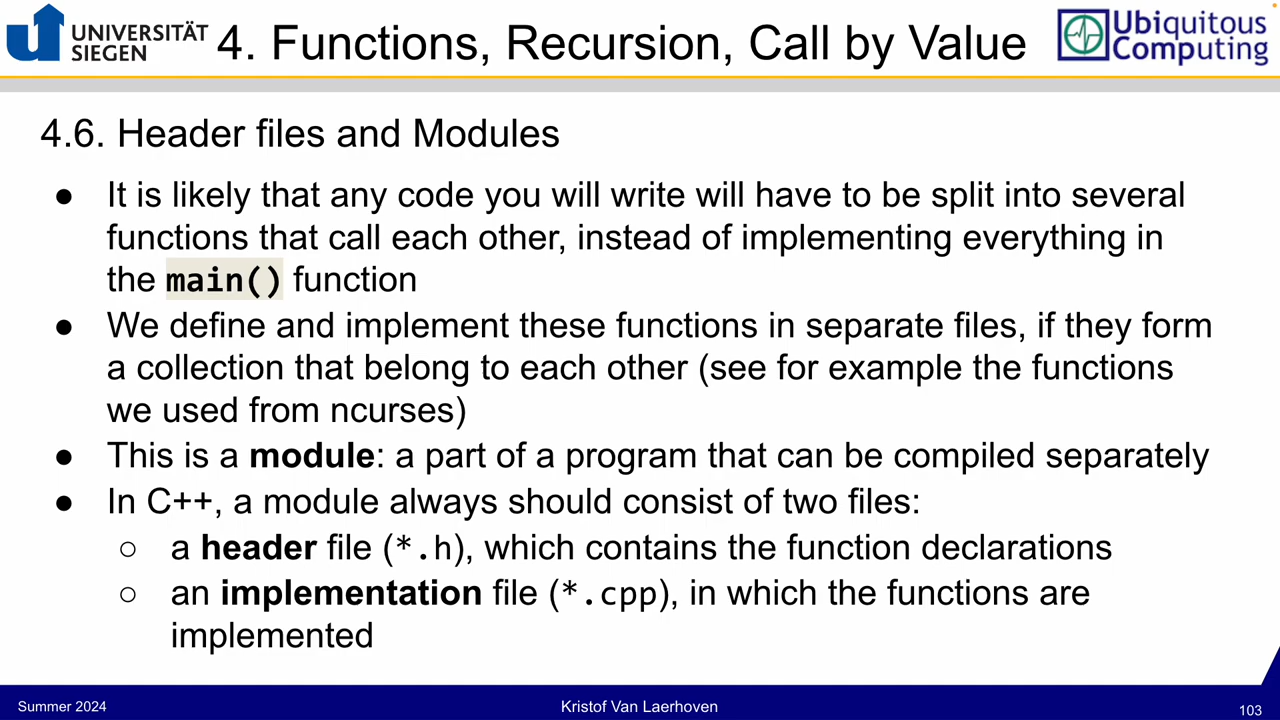 UNIVERSITÄT
SIEGEN
4. Functions, Recursion, Call by Value
Ubiquitous
Computing
4.6. Header files and Modules
● It is likely that any code you will write will have to be split into several
functions that call each other, instead of implementing everything in
the main() function
● We define and implement these functions in separate files, if they form
a collection that belong to each other (see for example the functions
we used from ncurses)
● This is a module: a part of a program that can be compiled separately
● In C++, a module always should consist of two files:
○ a header file (*.h), which contains the function declarations
○ an implementation file (*.cpp), in which the functions are
implemented
Summer 2024
Kristof Van Laerhoven
103